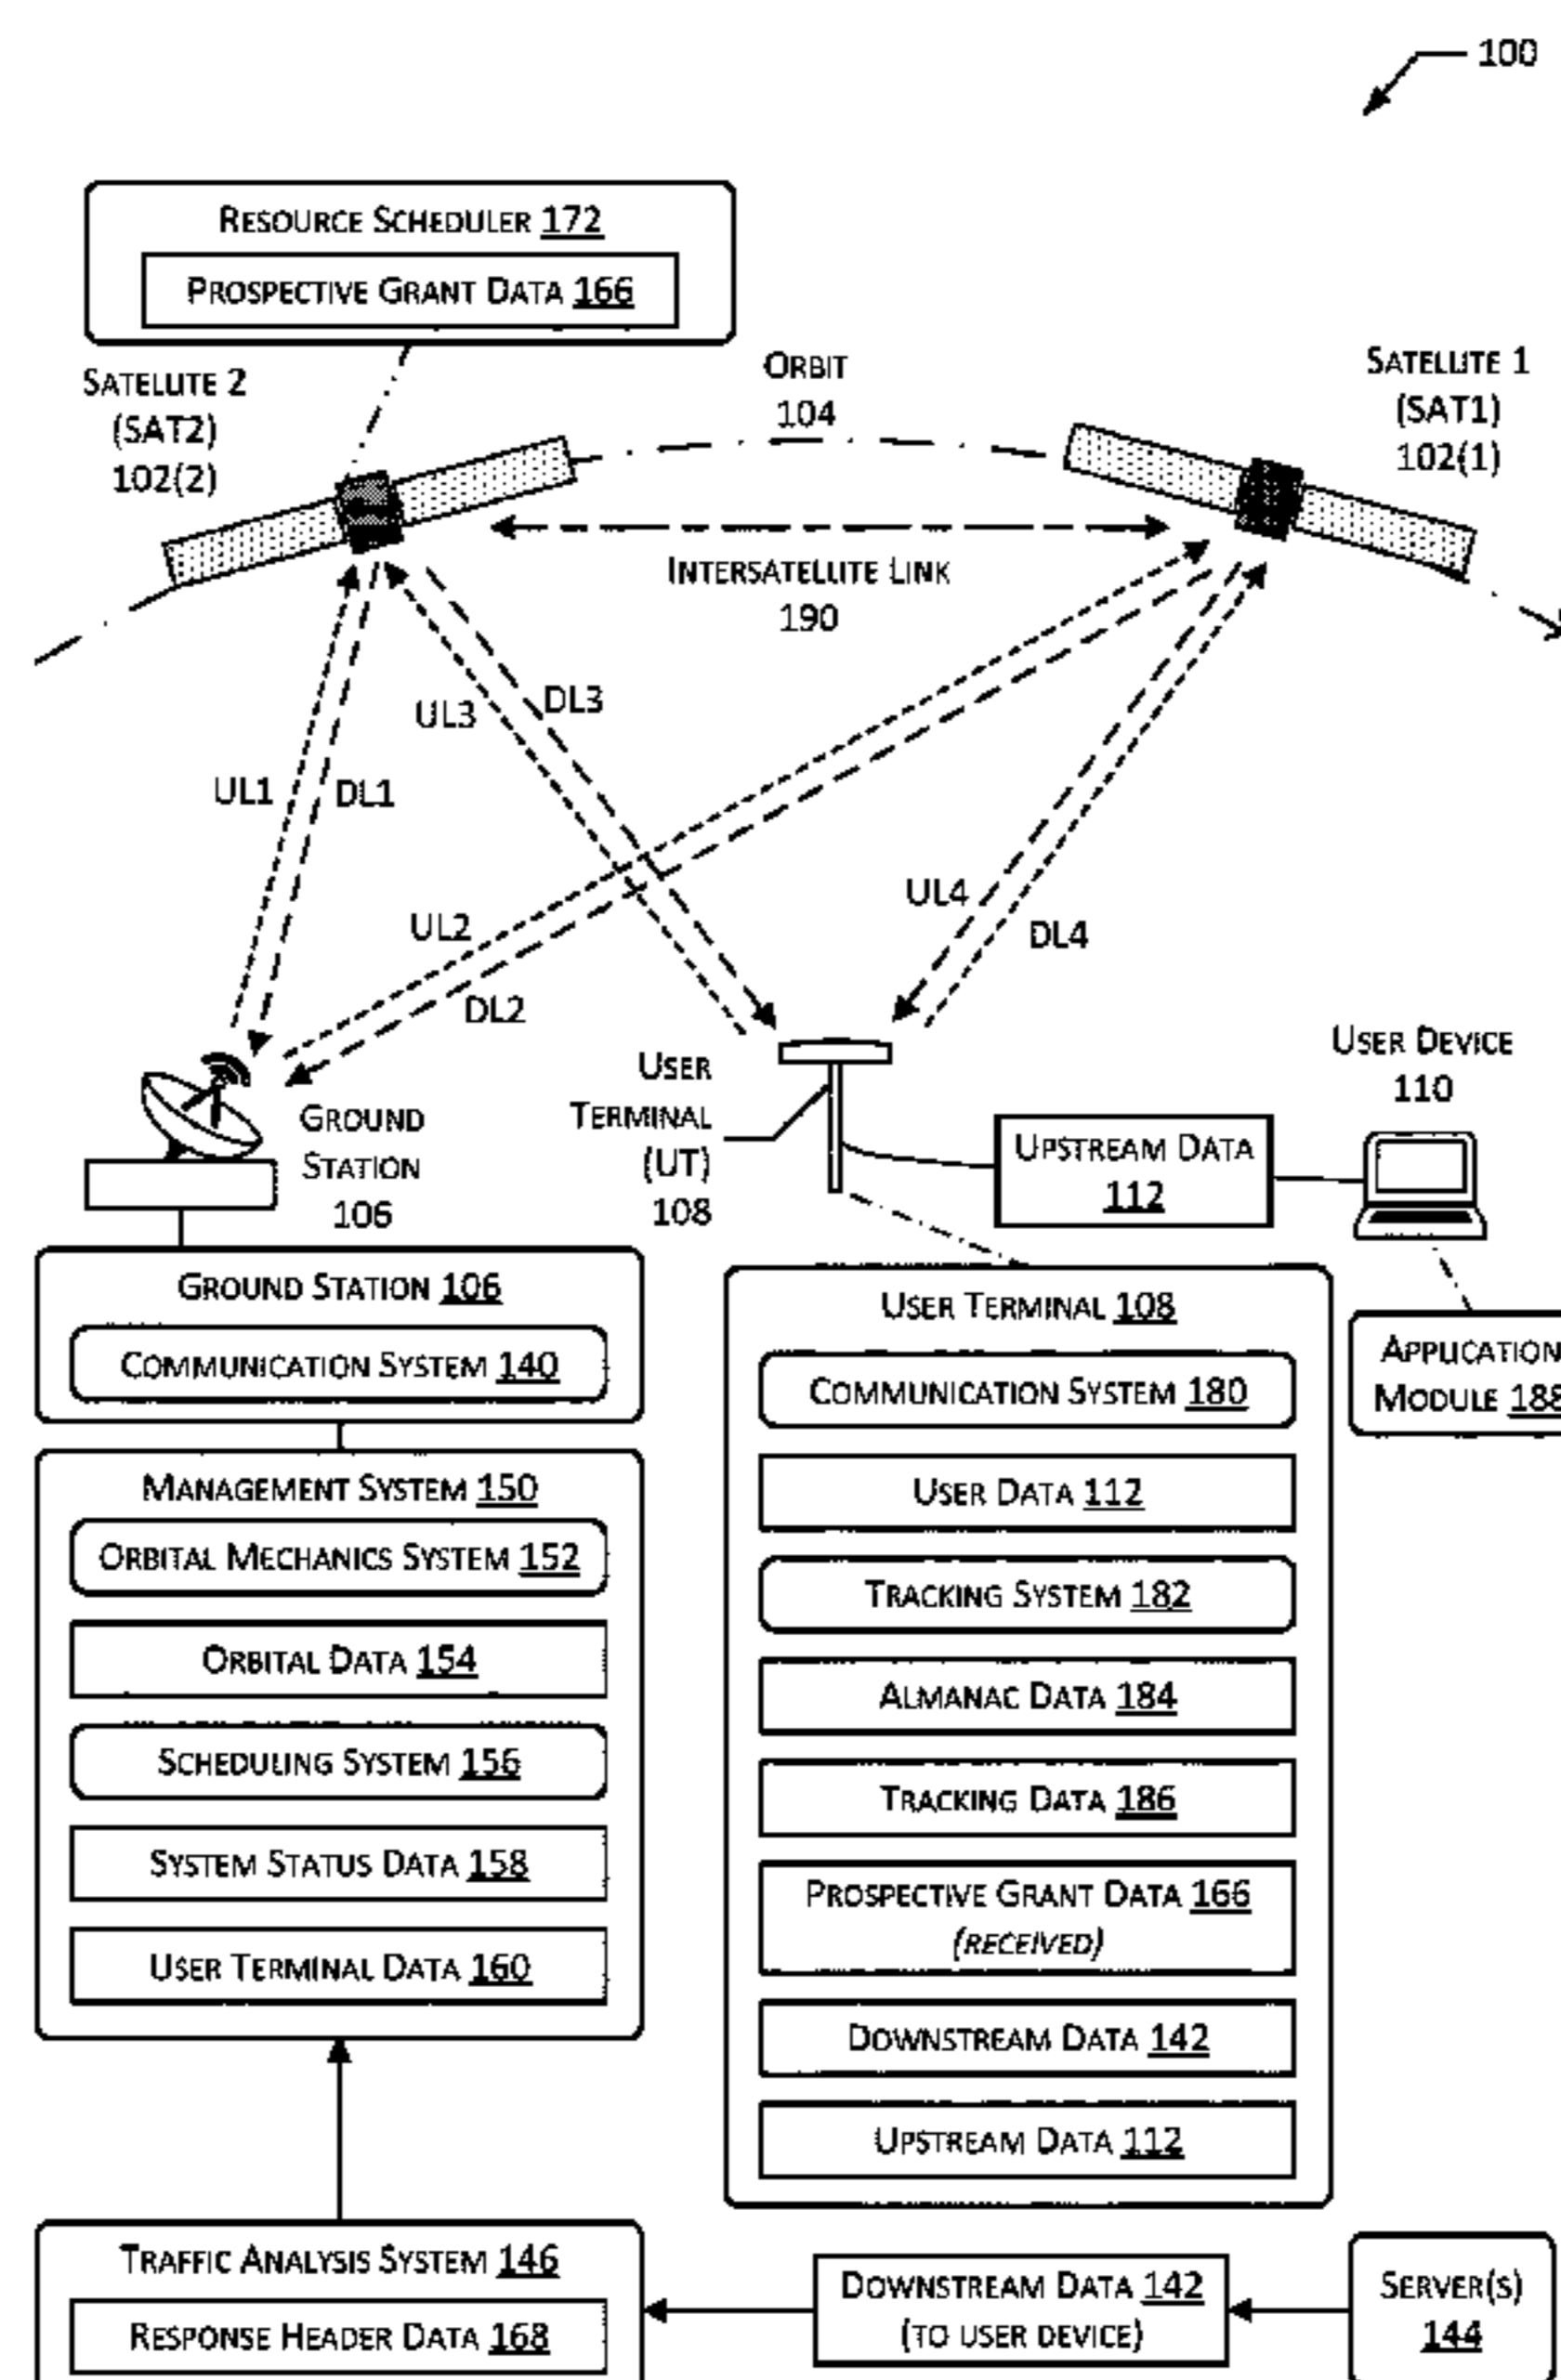 100
RESOURCE SCHEDULER 172
PROSPECTIVE GRANT DATA 166
SATELLITE 2
(SAT2)
102(2)
ORBIT
104
SATELLITE 1
(SAT1)
102(1)
INTERSATELLITE LINK
190
UL3
DL3
UL1
DL1
UL2
DL2
UL4
DL4
GROUND
STATION
106
USER
TERMINAL
(UT)
108
UPSTREAM DATA
112
USER DEVICE
110
GROUND STATION 106
COMMUNICATION SYSTEM 140
MANAGEMENT SYSTEM 150
ORBITAL MECHANICS SYSTEM 152
ORBITAL DATA 154
SCHEDULING SYSTEM 156
SYSTEM STATUS DATA 158
USER TERMINAL DATA 160
USER TERMINAL 108
COMMUNICATION SYSTEM 180
USER DATA 112
TRACKING SYSTEM 182
ALMANAC DATA 184
TRACKING DATA 186
PROSPECTIVE GRANT DATA 166
(RECEIVED)
DOWNSTREAM DATA 142
UPSTREAM DATA 112
APPLICATION
MODULE 188
TRAFFIC ANALYSIS SYSTEM 146
RESPONSE HEADER DATA 168
DOWNSTREAM DATA 142
(TO USER DEVICE)
SERVER(S)
144